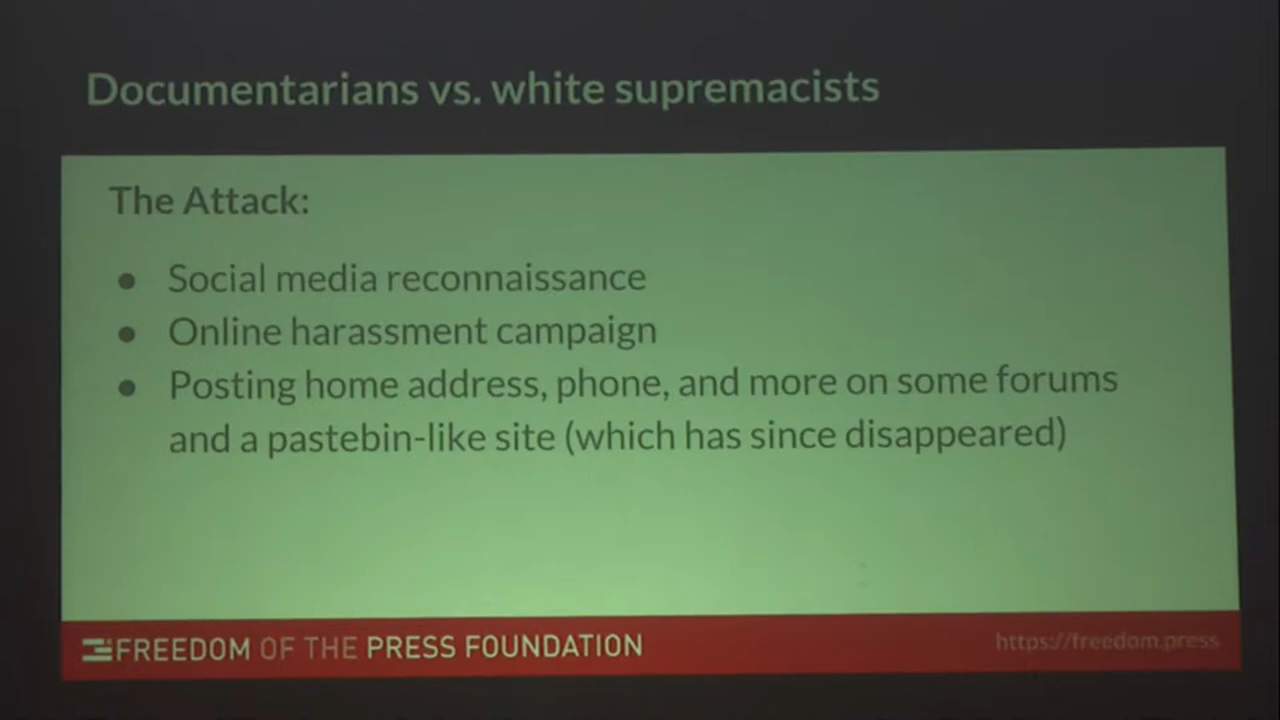 Documentarians vs. white supremacists
The Attack:
● Social media reconnaissance
● Online harassment campaign
● Posting home address, phone, and more on some forums
and a pastebin-like site (which has since disappeared)
FREEDOM OF THE PRESS FOUNDATION
https://freedom.press